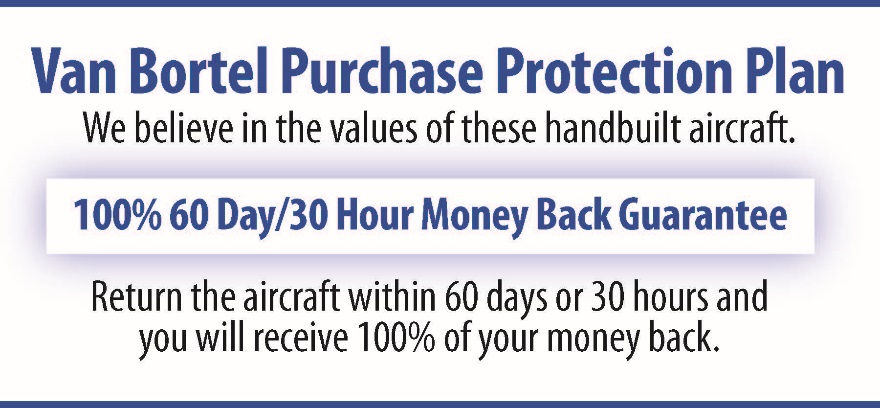 Van Bortel Purchase Protection Plan
We believe in the values of these handbuilt aircraft.
100% 60 Day/30 Hour Money Back Guarantee
Return the aircraft within 60 days or 30 hours and
you will receive 100% of your money back.